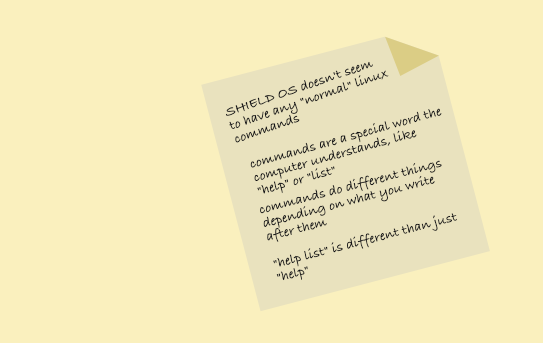 SHIELD OS doesn't seem
to have any "normal" linux
commands
commands are a special word the
computer understands, like
"help" or "list"
commands do different things
depending on what you write
after them
"help list" is different than just
"help"